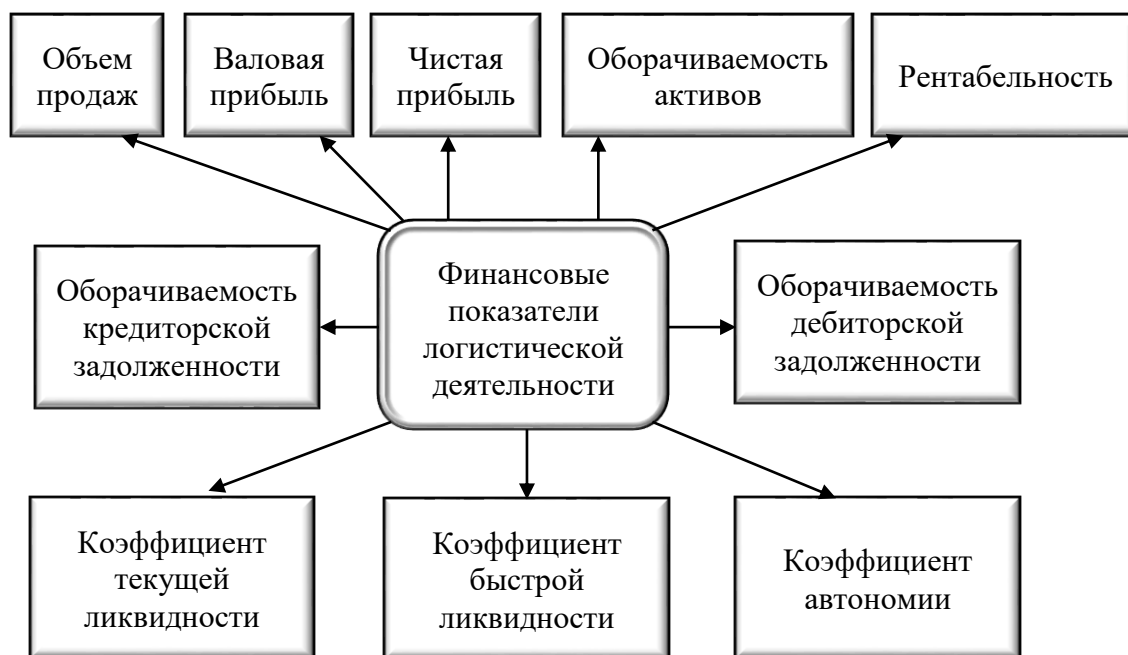 Объем
продаж
Валовая
прибыль
Чистая
прибыль
Оборачиваемость
активов
Рентабельность
Оборачиваемость
кредиторской
задолженности
Финансовые
показатели
логистической
деятельности
Оборачиваемость
дебиторской
задолженности
Коэффициент
текущей
ликвидности
Коэффициент
быстрой
ликвидности
Коэффициент
автономии